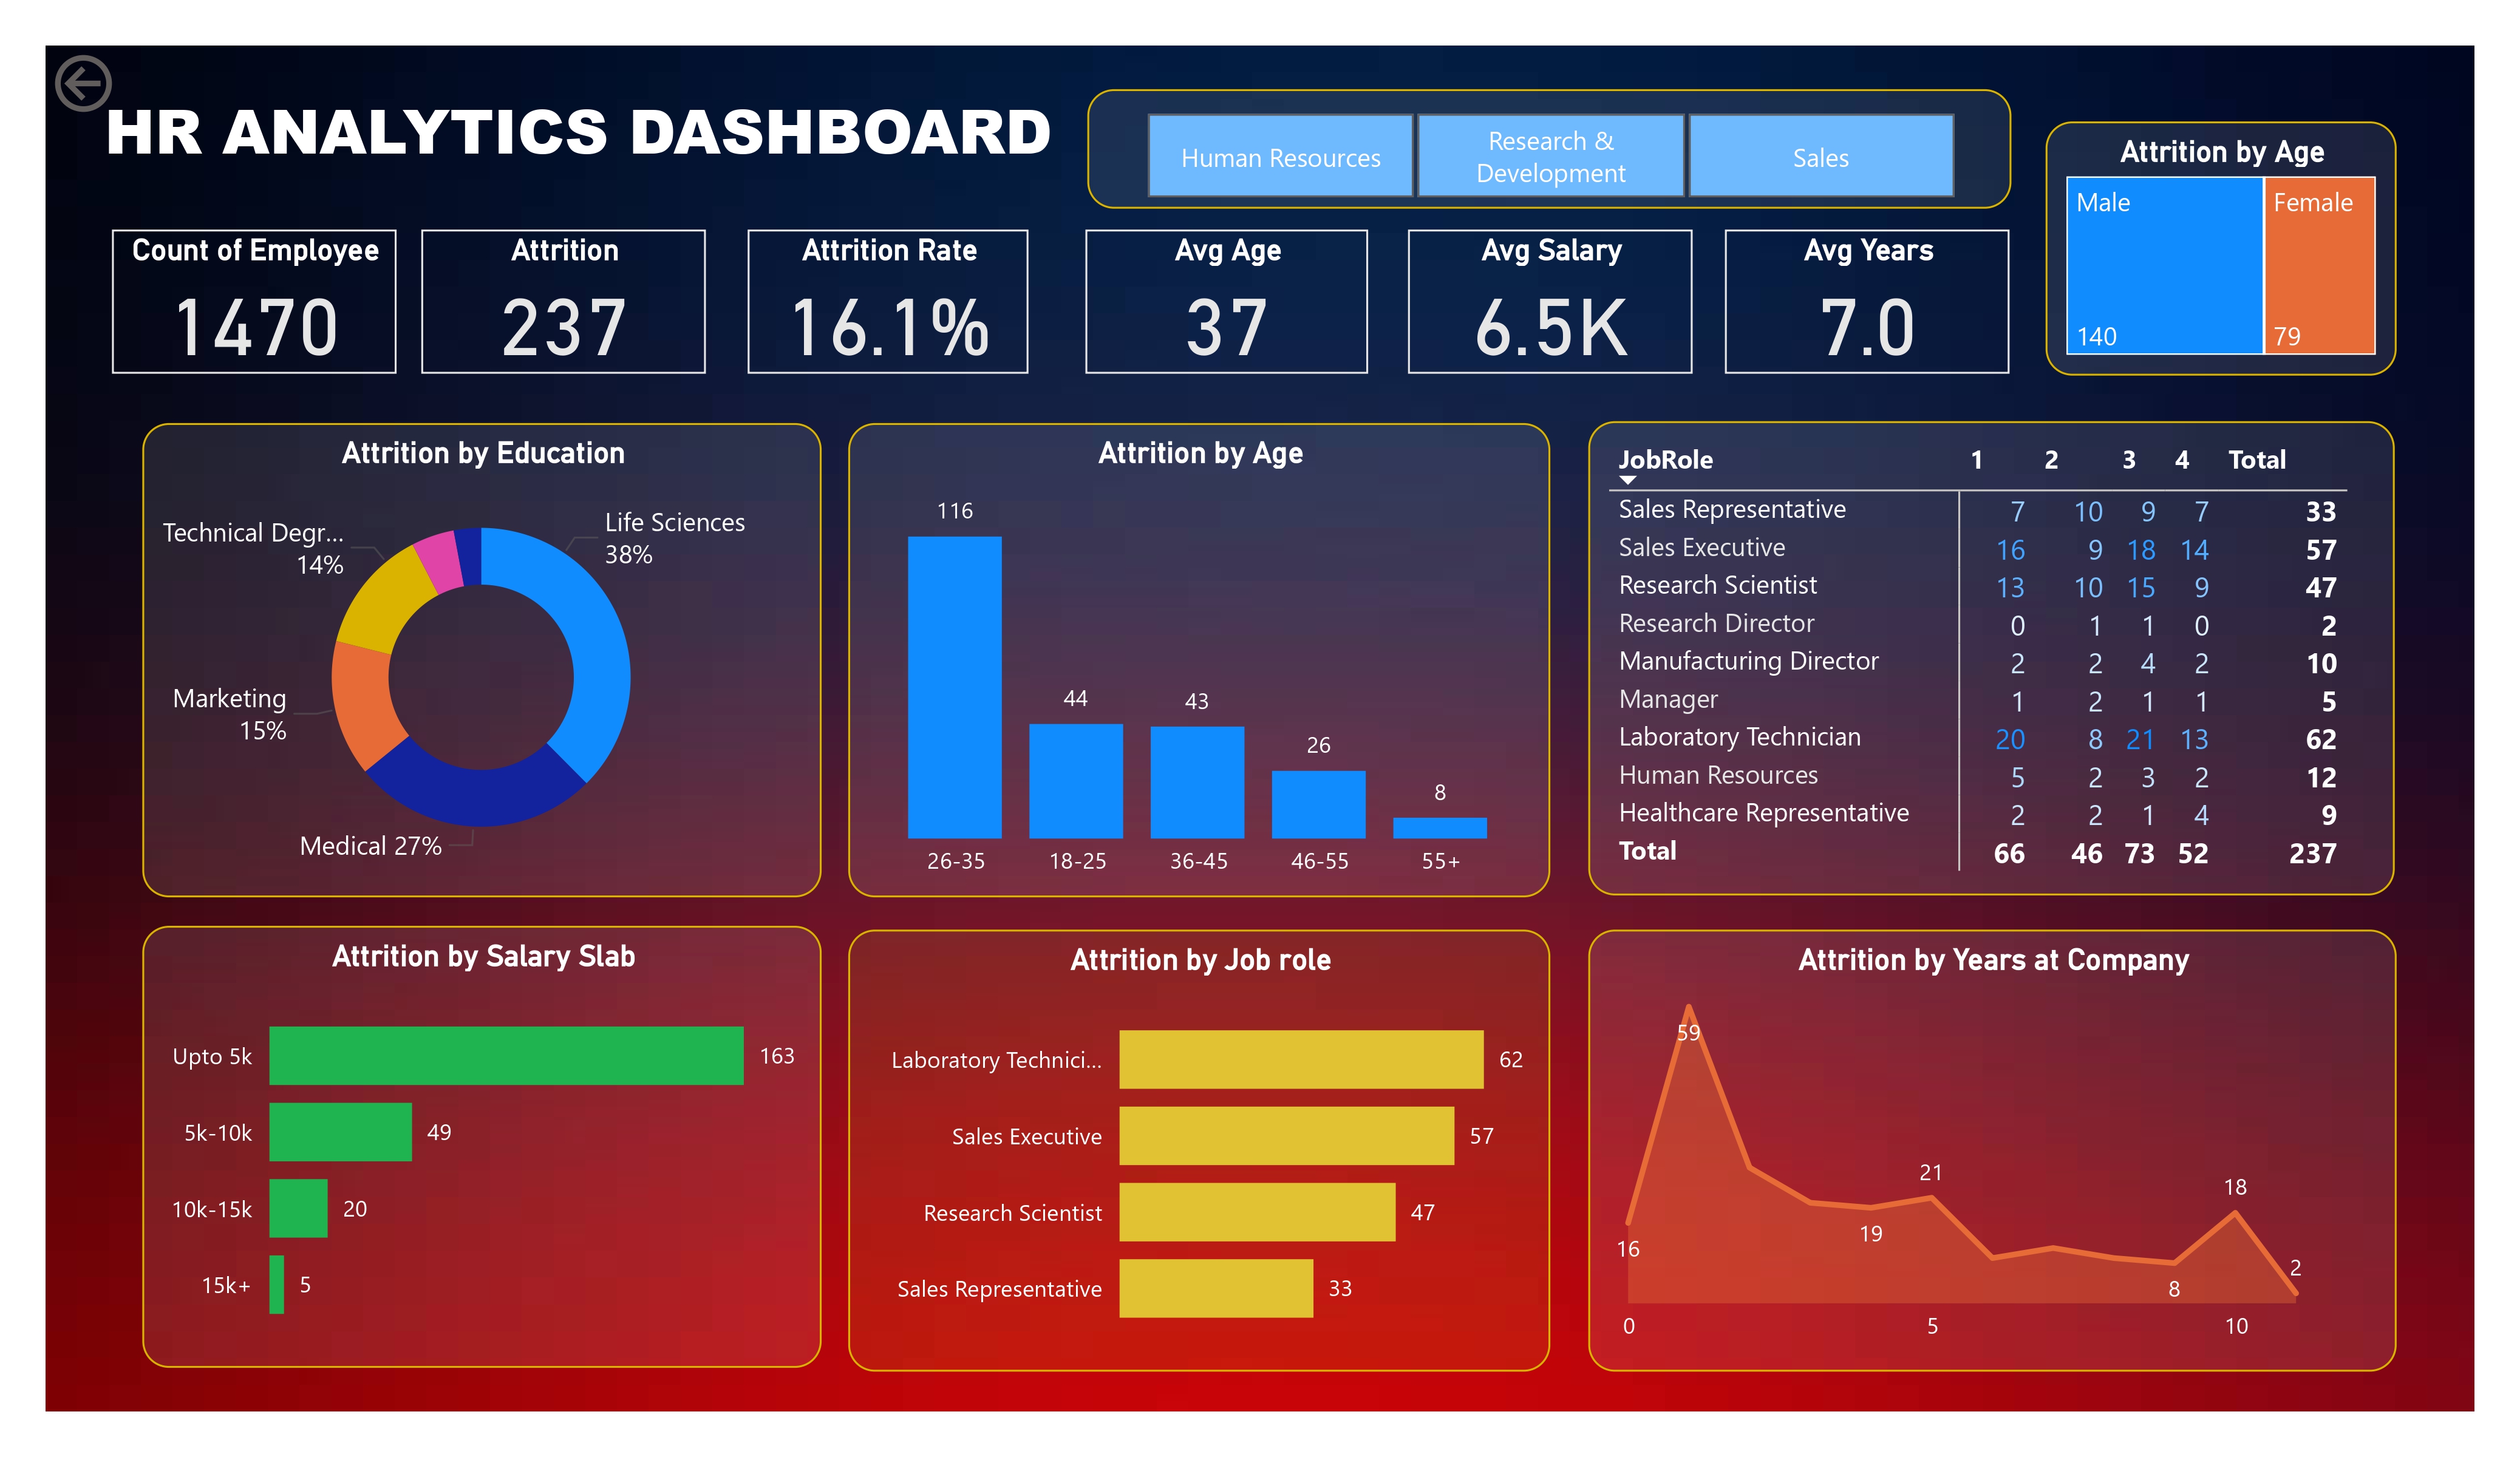 HR ANALYTICS DASHBOARD
Human Resources
Research &
Development
Sales
Attrition by Age
Male
Female
140
79
Count of Employee
1470
Attrition
237
Attrition Rate
16.1%
Avg Age
37
Avg Salary
6.5K
Avg Years
7.0
Attrition by Education
Life Sciences
38%
Technical Degr...
14%
Marketing
15%
Medical 27%
Attrition by Age
116
44
43
26
8
26-35 18-25 36-45 46-55 55+
JobRole 1 2 3 4 Total
Sales Representative 7 10 9 7 33
Sales Executive 16 9 18 14 57
Research Scientist 13 10 15 9 47
Research Director 0 1 1 0 2
Manufacturing Director 2 2 4 2 10
Manager 1 2 1 1 5
Laboratory Technician 20 8 21 13 62
Human Resources 5 2 3 2 12
Healthcare Representative 2 2 1 4 9
Total 66 46 73 52 237
Attrition by Salary Slab
Upto 5k 163
5k-10k 49
10k-15k 20
15k+ 5
Attrition by Job role
Laboratory Technici... 62
Sales Executive 57
Research Scientist 47
Sales Representative 33
Attrition by Years at Company
59
21
18
19
16
2
8
0 5 10